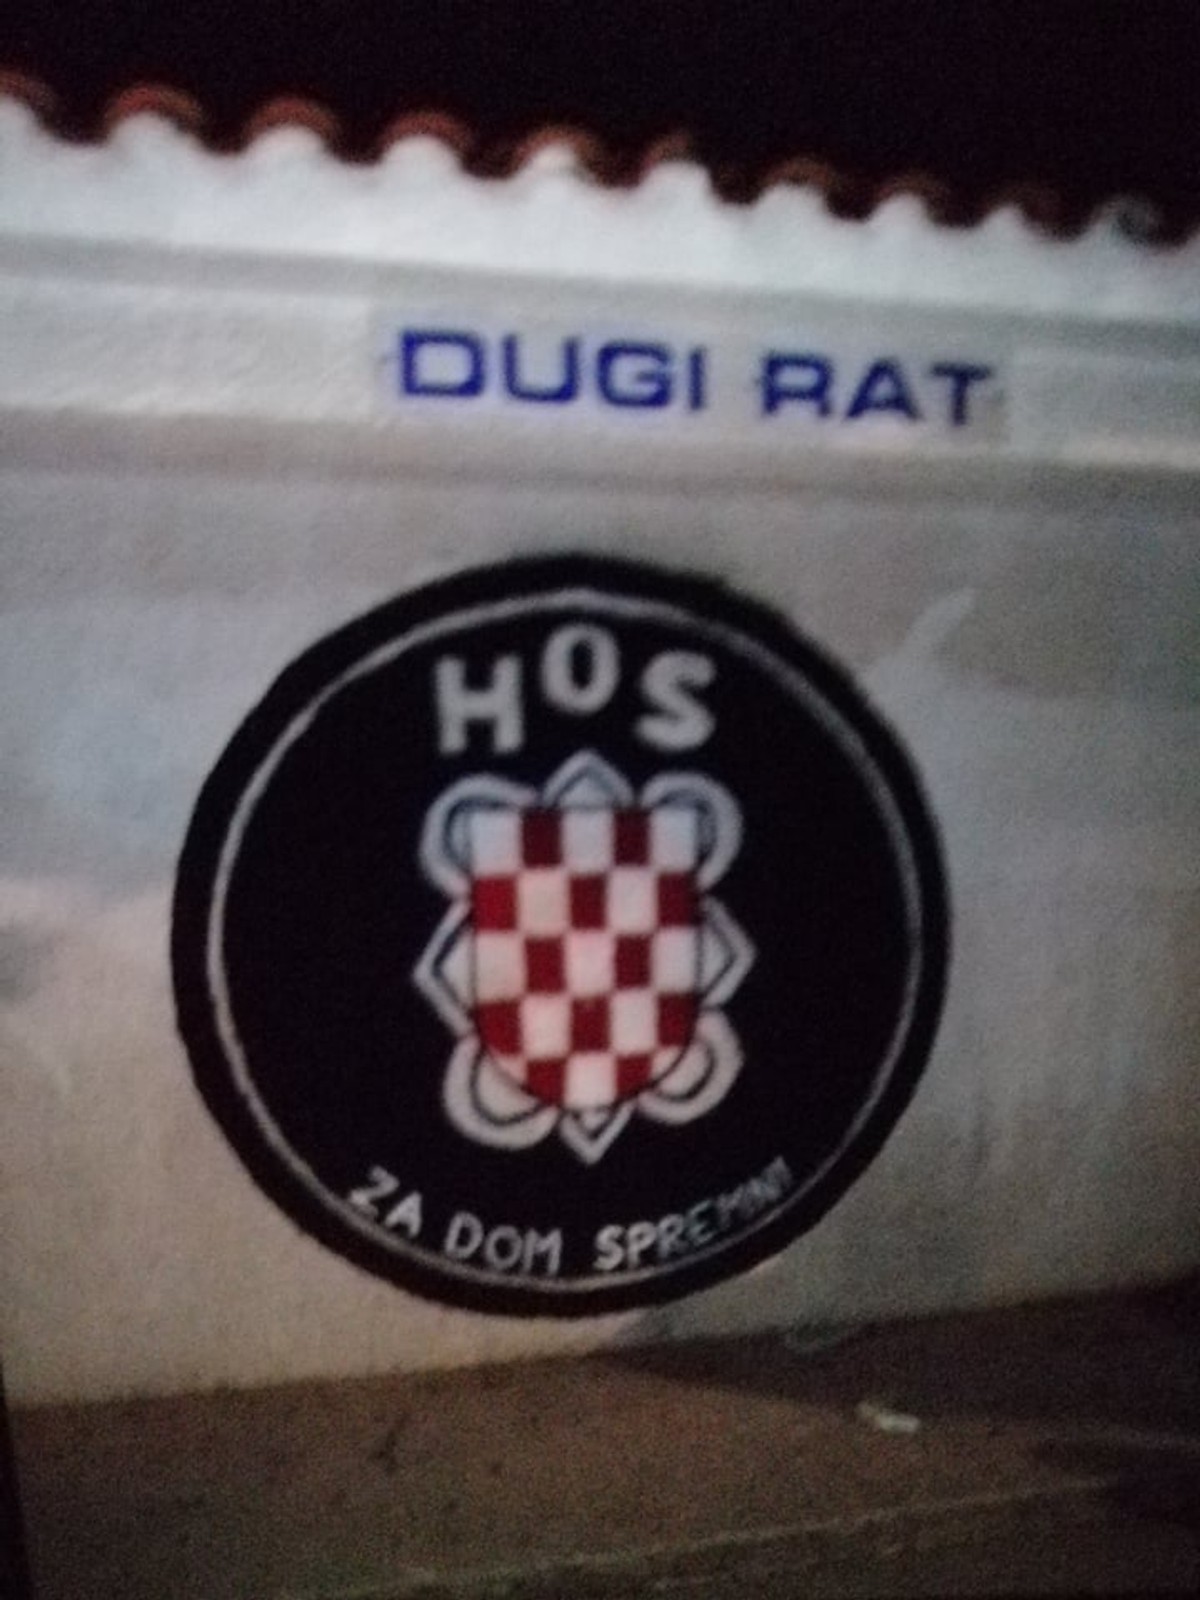 DUGI RAT
HOS
ZA DOM SPREMNI